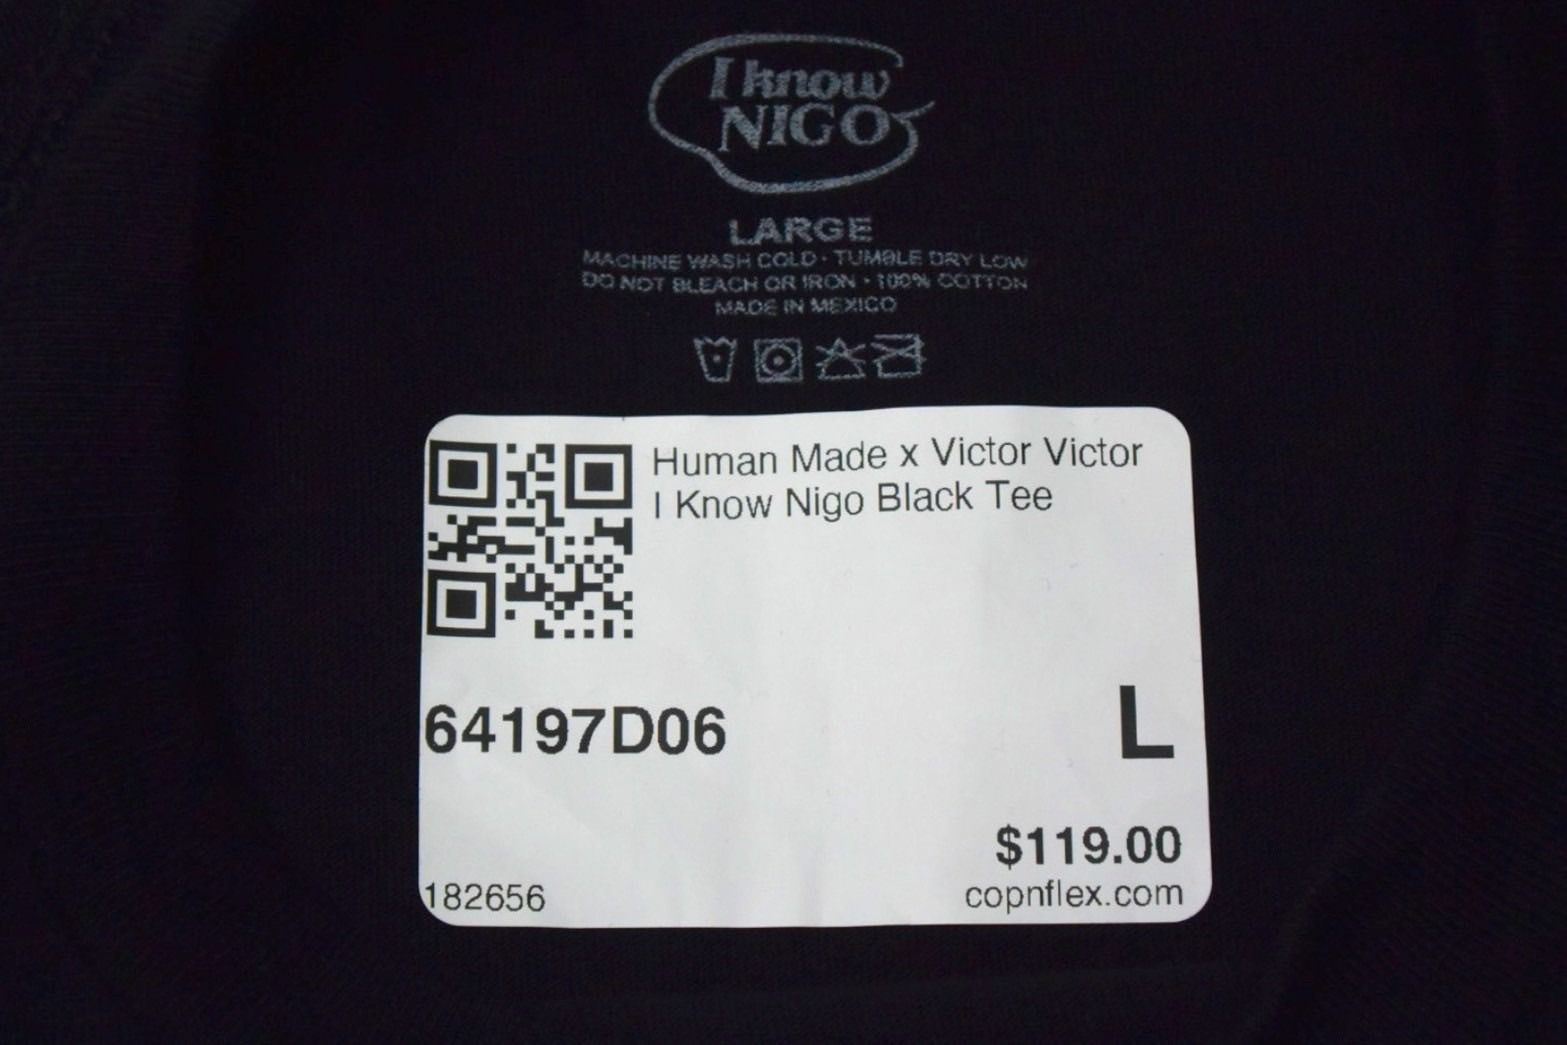 I know
NIGO
LARGE
MACHINE WASH COLD · TUMBLE DRY LOW
DO NOT BLEACH OR IRON · 100% COTTON
MADE IN MEXICO
Human Made x Victor Victor
I Know Nigo Black Tee
64197D06
L
$119.00
182656
copnflex.com